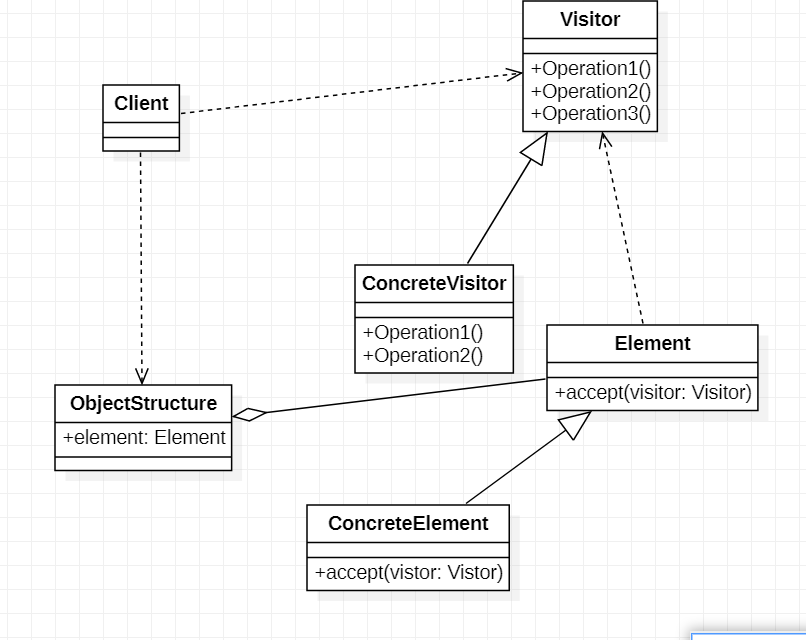 Visitor
+Operation1()
+Operation2()
+Operation3()
Client
ConcreteVisitor
+Operation1()
+Operation2()
Element
+accept(visitor: Visitor)
ObjectStructure
+element: Element
ConcreteElement
+accept(vistor: Vistor)